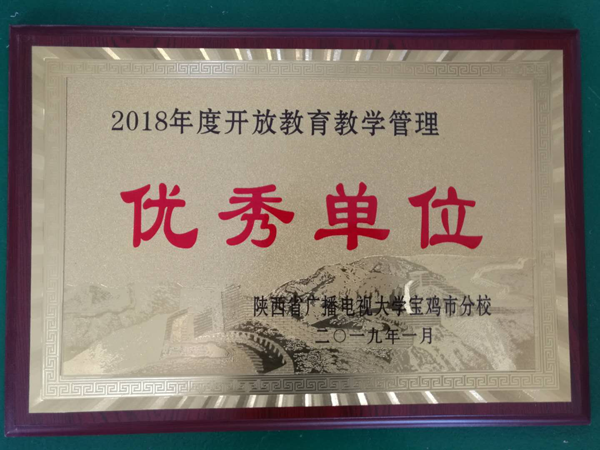 2018年度开放教育教学管理
优秀单位
陕西省广播电视大学宝鸡市分校
二〇一九年一月